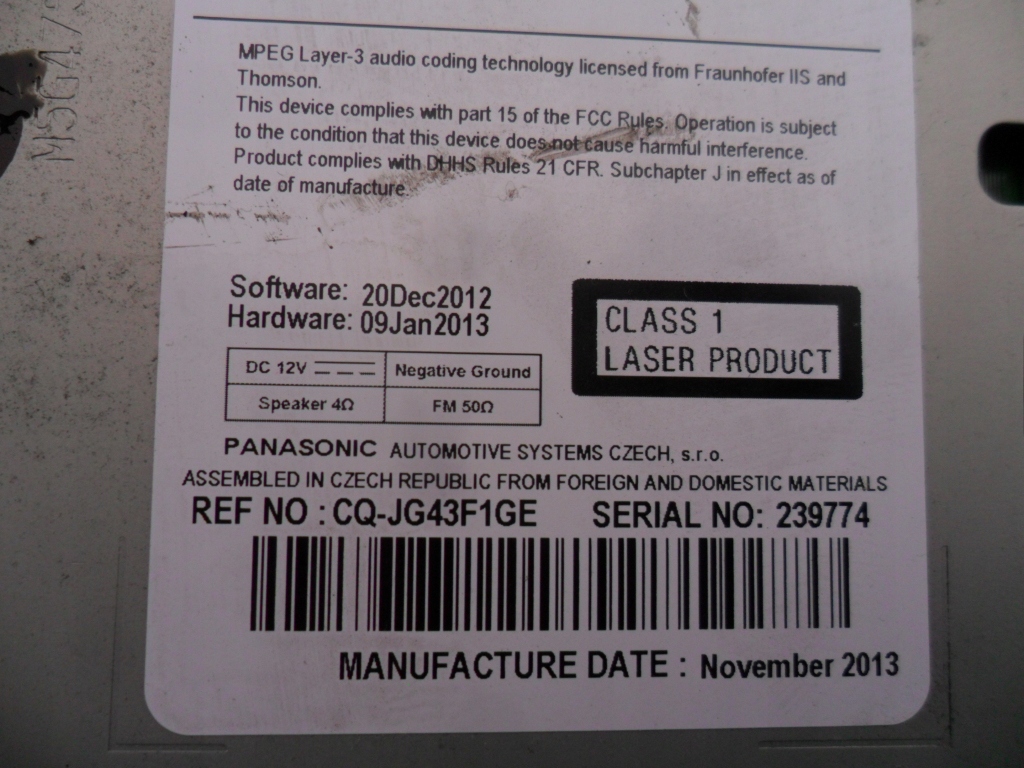 MPEG Layer-3 audio coding technology licensed from Fraunhofer IIS and
Thomson.
This device complies with part 15 of the FCC Rules. Operation is subject
to the condition that this device does not cause harmful interference.
Product complies with DHHS Rules 21 CFR. Subchapter J in effect as of
date of manufacture.
Software: 20Dec2012
Hardware: 09Jan2013
CLASS 1
LASER PRODUCT
DC 12V Negative Ground
Speaker 4Ω FM 50Ω
PANASONIC AUTOMOTIVE SYSTEMS CZECH, s.r.o.
ASSEMBLED IN CZECH REPUBLIC FROM FOREIGN AND DOMESTIC MATERIALS
REF NO : CQ-JG43F1GE SERIAL NO: 239774
MANUFACTURE DATE : November 2013